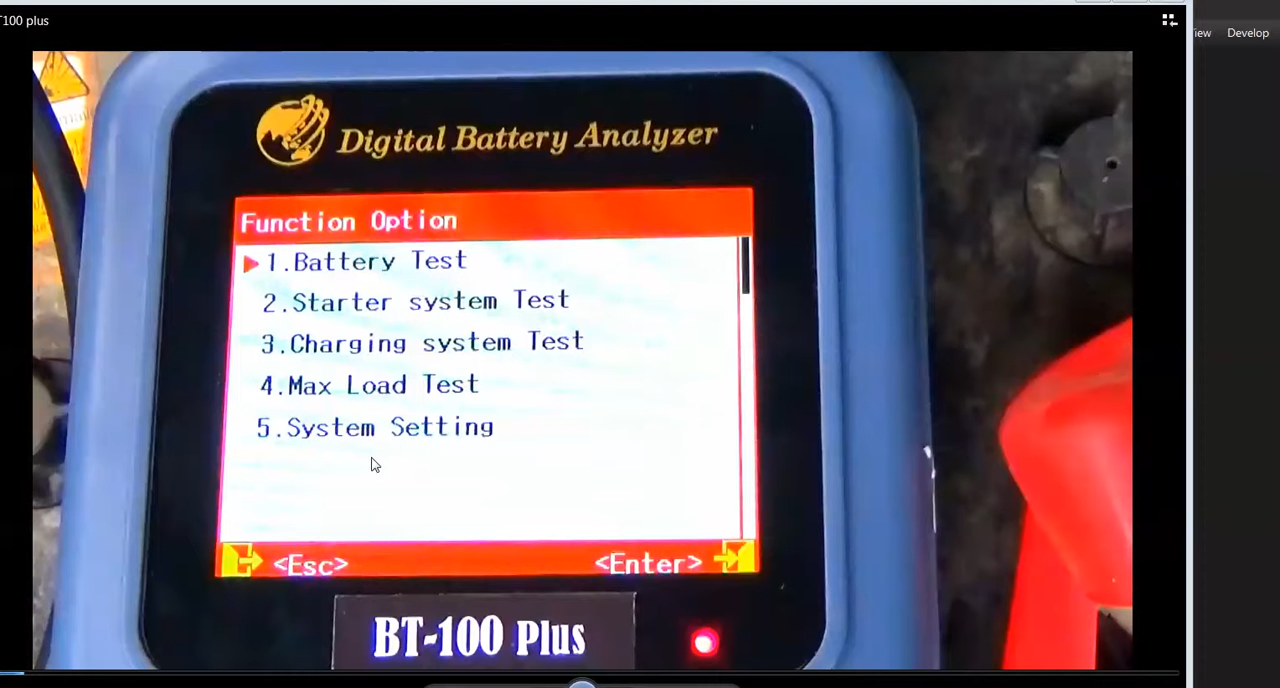 T100 plus
iew Develop
Digital Battery Analyzer
Function Option
1.Battery Test
2.Starter system Test
3.Charging system Test
4.Max Load Test
5.System Setting
<Esc> <Enter>
BT-100 Plus